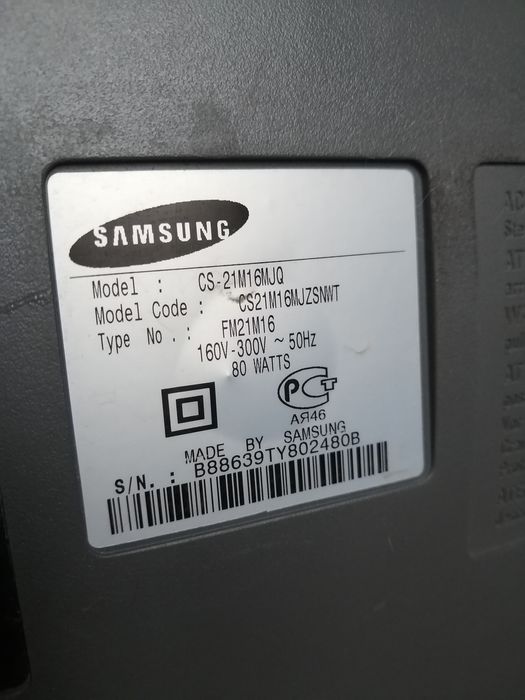 SAMSUNG
Model : CS-21M16MJQ
Model Code : CS21M16MJZSNWT
Type No . : FM21M16
160V-300V ~ 50Hz
80 WATTS
РСТ
АЯ46
MADE BY SAMSUNG
S/N. : B88639TY802480B